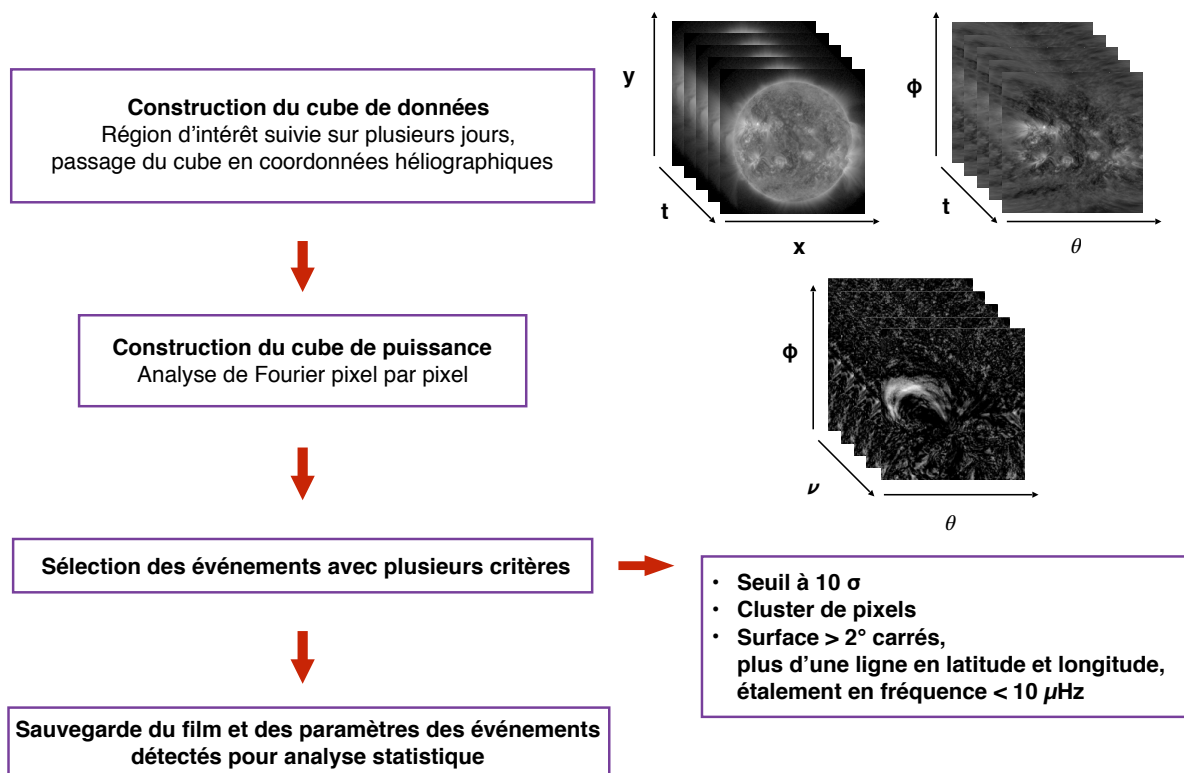 Construction du cube de données
Région d'intérêt suivie sur plusieurs jours,
passage du cube en coordonnées héliographiques
y
t
x
ϕ
t
θ
Construction du cube de puissance
Analyse de Fourier pixel par pixel
ϕ
ν
θ
Sélection des événements avec plusieurs critères
• Seuil à 10 σ
• Cluster de pixels
• Surface > 2° carrés,
plus d'une ligne en latitude et longitude,
étalement en fréquence < 10 μHz
Sauvegarde du film et des paramètres des événements
détectés pour analyse statistique